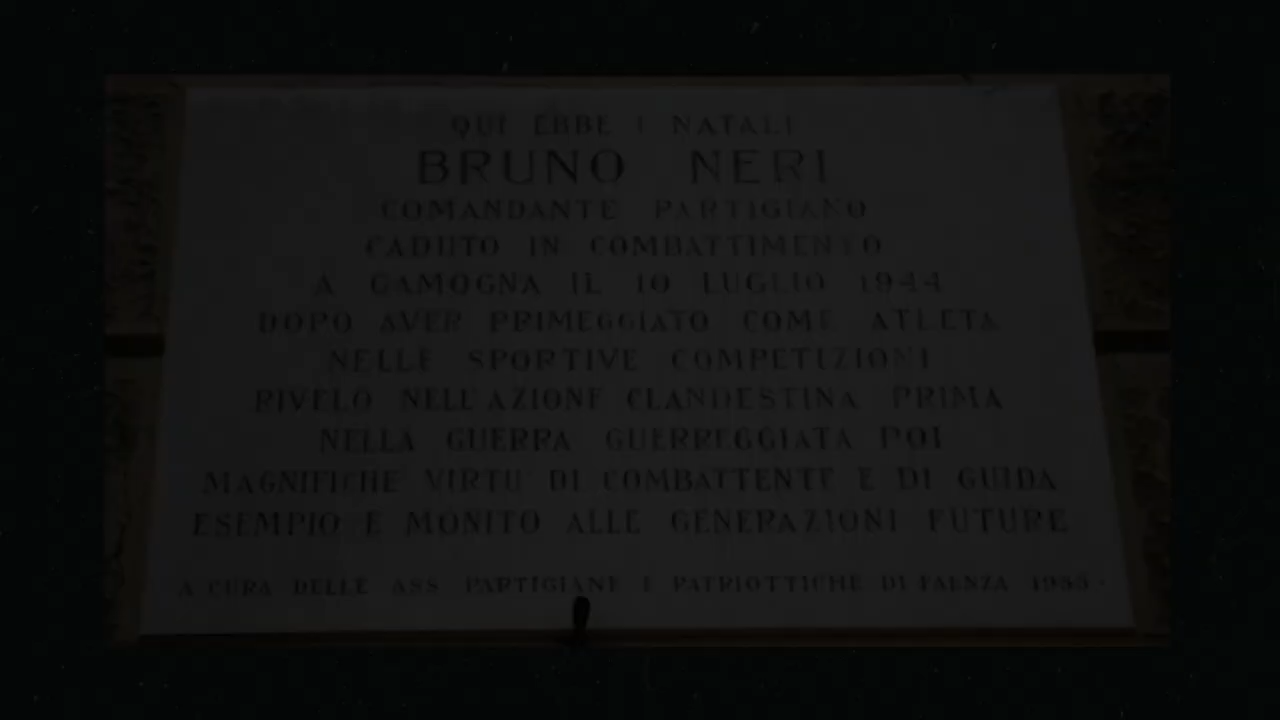 QUI EBBE I NATALI
BRUNO NERI
COMANDANTE PARTIGIANO
CADUTO IN COMBATTIMENTO
A GAMOGNA IL 10 LUGLIO 1944
DOPO AVER PRIMEGGIATO COME ATLETA
NELLE SPORTIVE COMPETIZIONI
RIVELO NELL'AZIONE CLANDESTINA PRIMA
NELLA GUERRA GUERREGGIATA POI
MAGNIFICHE VIRTU' DI COMBATTENTE E DI GUIDA
ESEMPIO E MONITO ALLE GENERAZIONI FUTURE
A CURA DELLE ASS PARTIGIANE E PATRIOTTICHE DI FAENZA